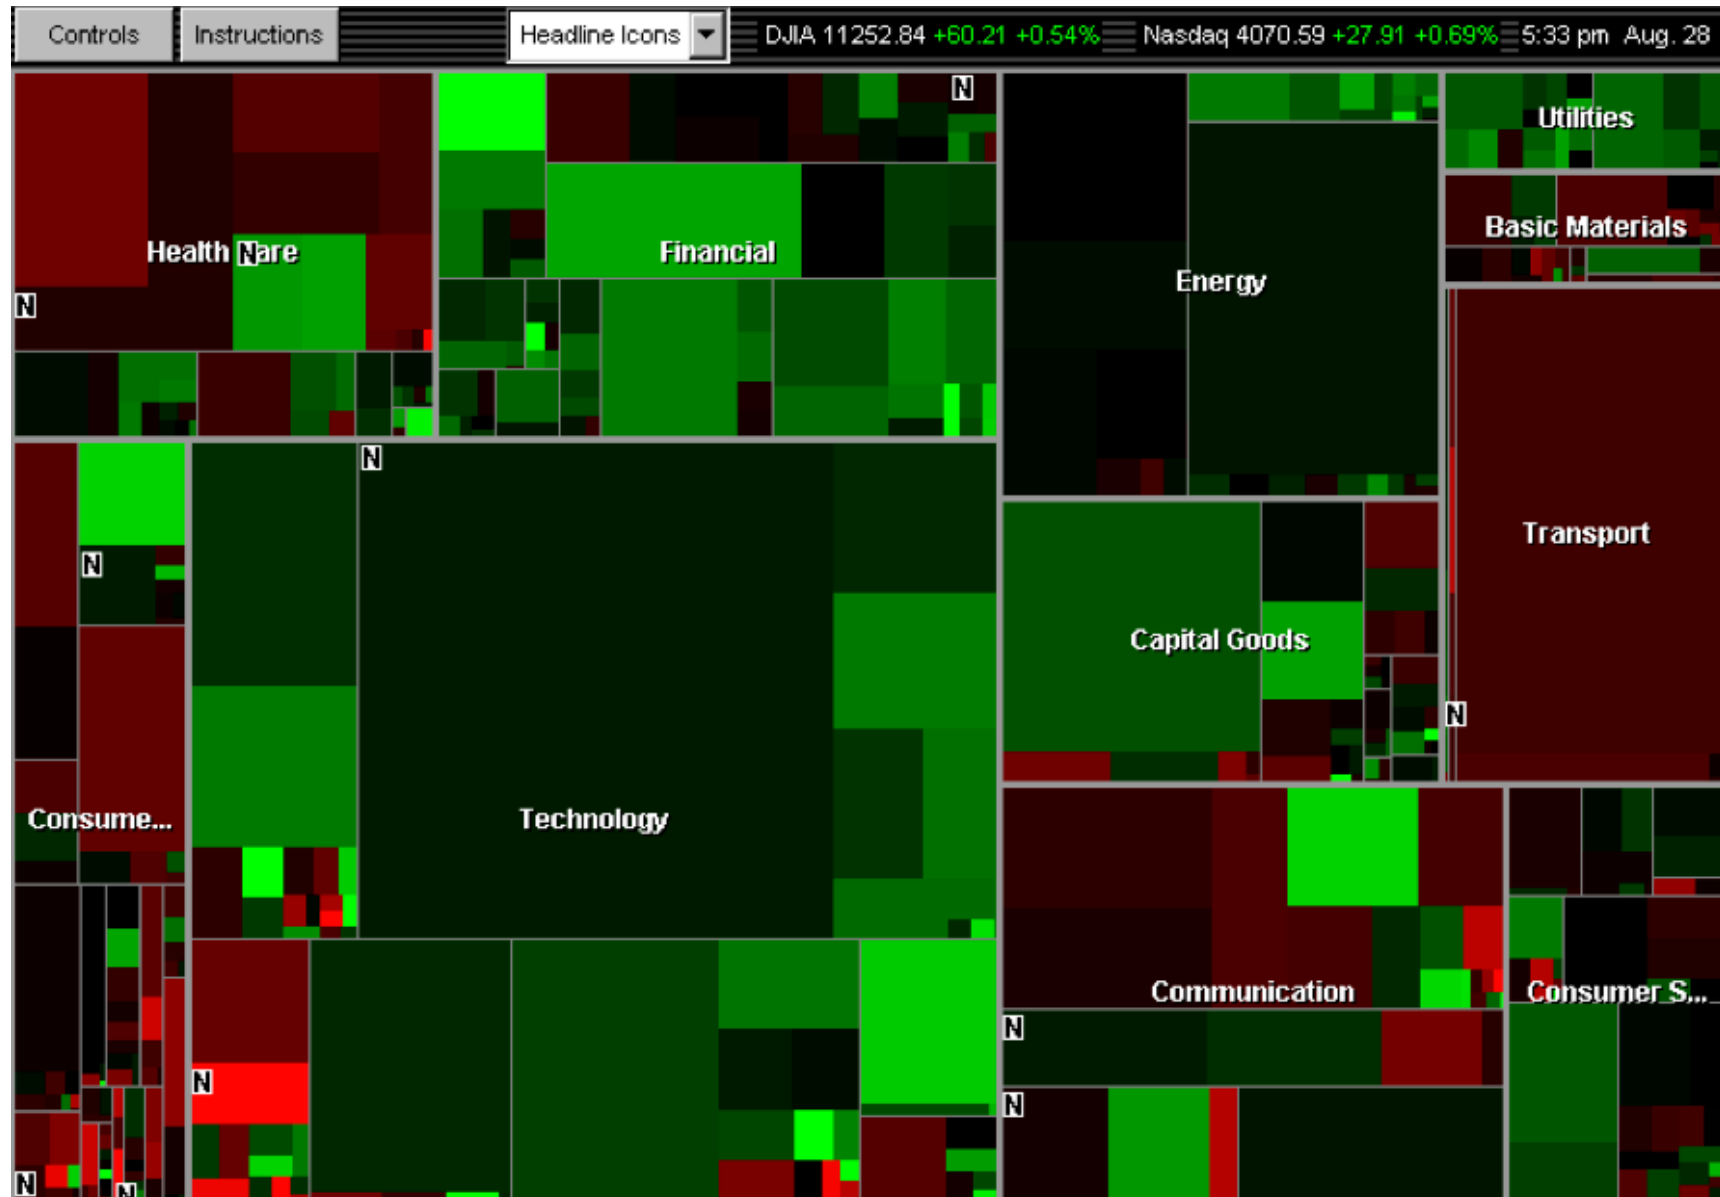 Controls
Instructions
Headline Icons
DJIA 11252.84 +60.21 +0.54%
Nasdaq 4070.59 +27.91 +0.69%
5:33 pm Aug. 28
N
N
N
Health Care
Financial
Energy
Utilities
Basic Materials
Transport
N
N
N
Consume...
Technology
Capital Goods
N
N
Communication
Consumer S...
N
N
N
N